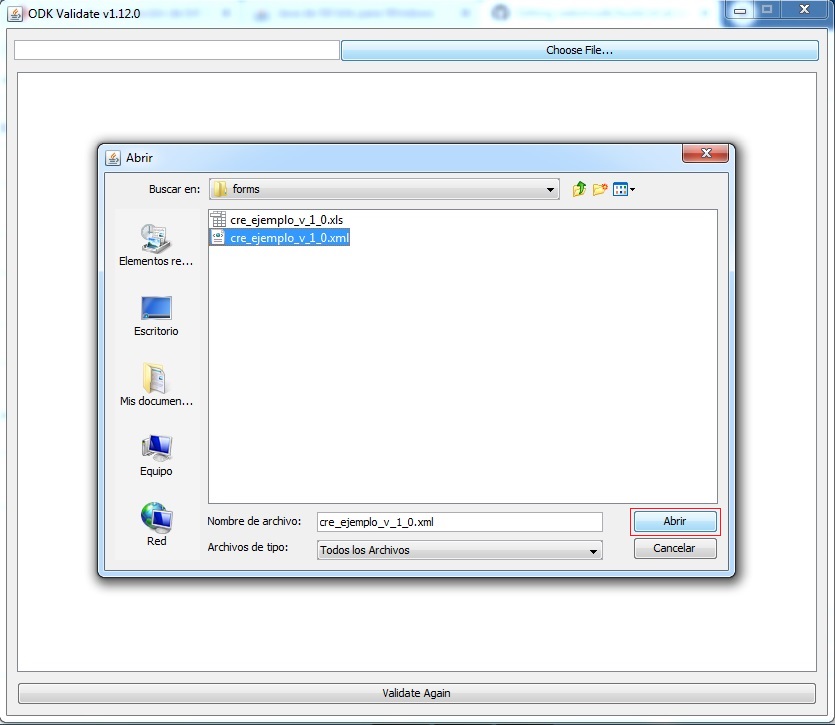 ODK Validate v1.12.0
Choose File...
Abrir
Buscar en:
forms
cre_ejemplo_v_1_0.xls
cre_ejemplo_v_1_0.xml
Elementos re...
Escritorio
Mis documen...
Equipo
Red
Nombre de archivo:
cre_ejemplo_v_1_0.xml
Abrir
Archivos de tipo:
Todos los Archivos
Cancelar
Validate Again